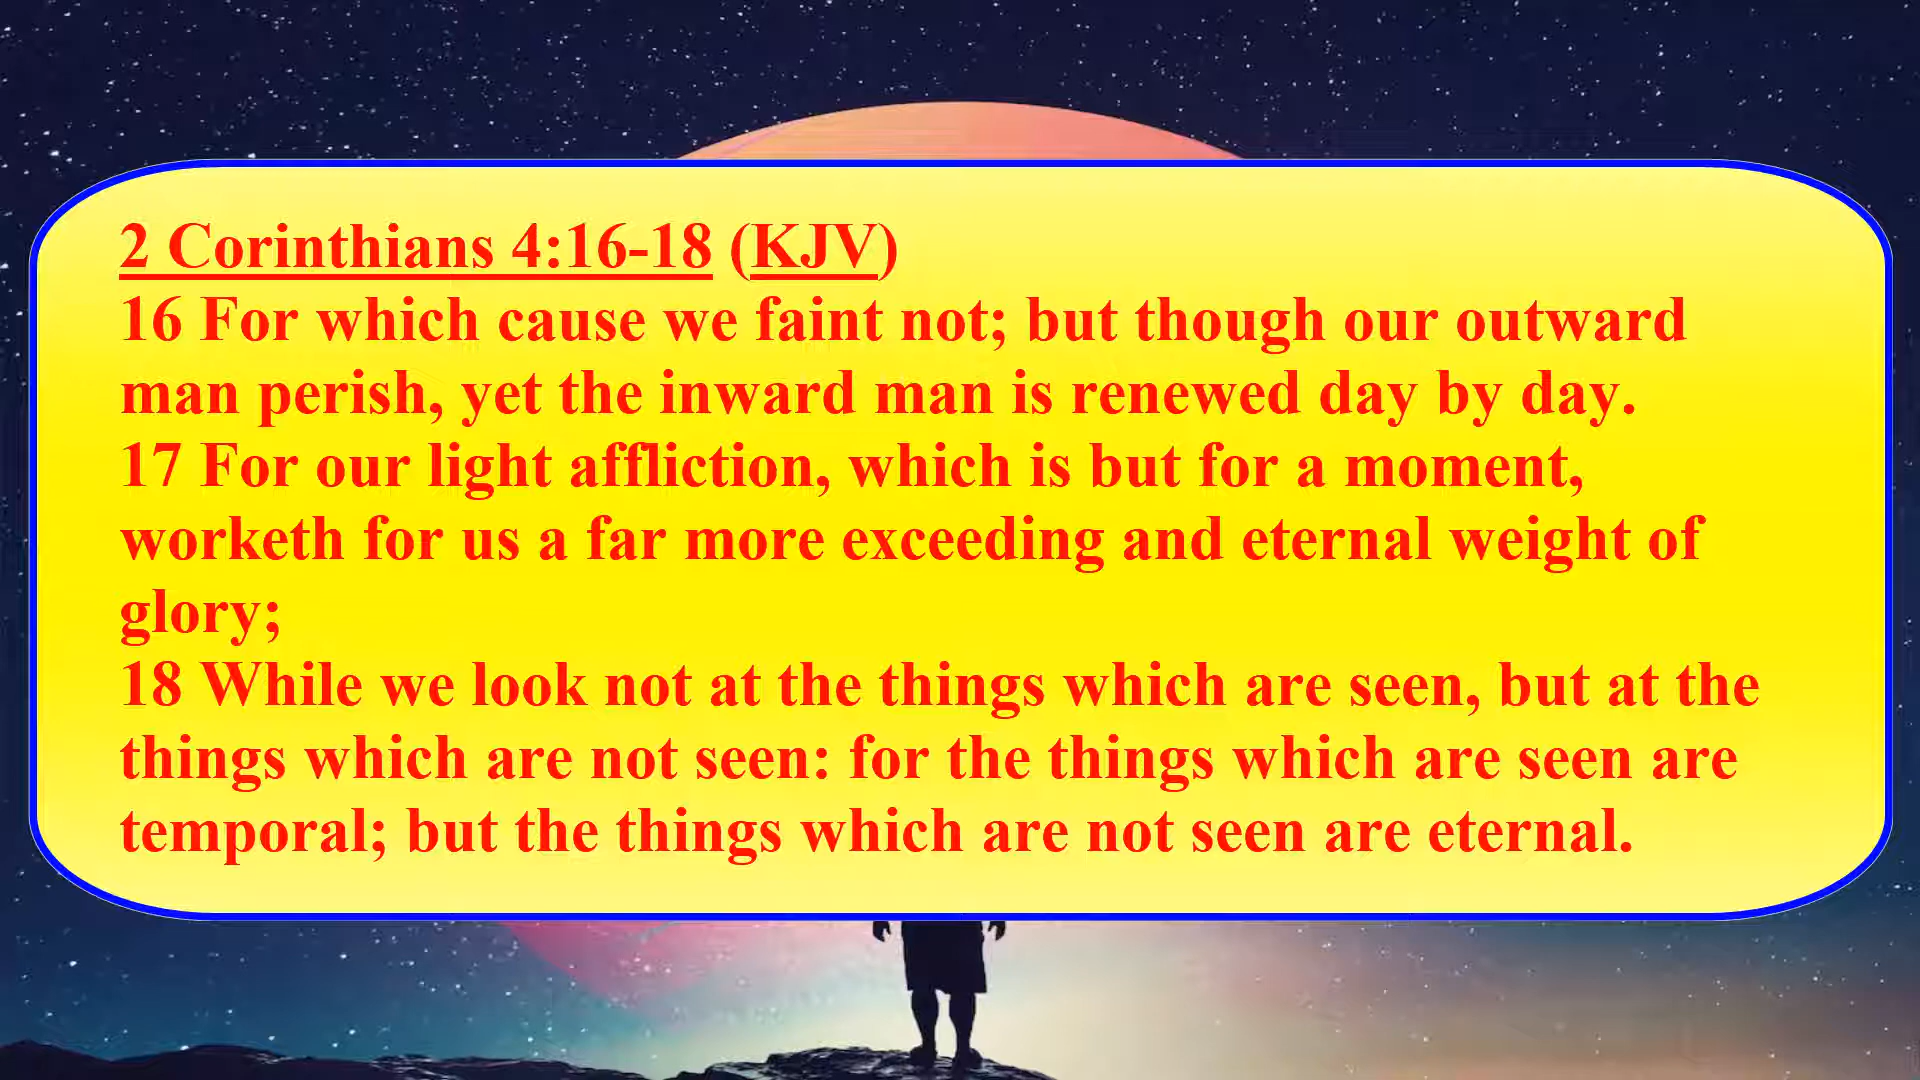 2 Corinthians 4:16-18 (KJV)
16 For which cause we faint not; but though our outward
man perish, yet the inward man is renewed day by day.
17 For our light affliction, which is but for a moment,
worketh for us a far more exceeding and eternal weight of
glory;
18 While we look not at the things which are seen, but at the
things which are not seen: for the things which are seen are
temporal; but the things which are not seen are eternal.